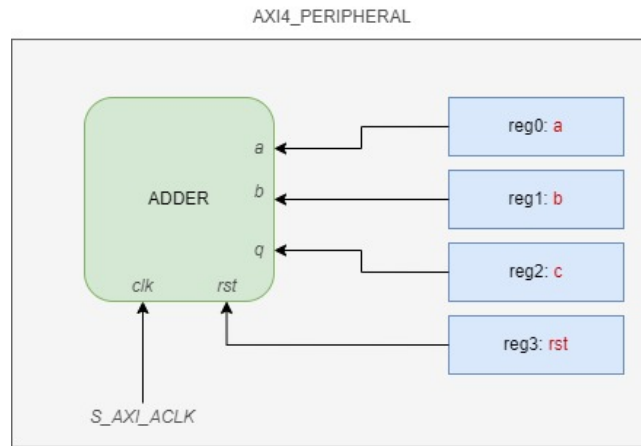 AXI4_PERIPHERAL
a
reg0: a
b
reg1: b
ADDER
q
reg2: c
clk
rst
reg3: rst
S_AXI_ACLK